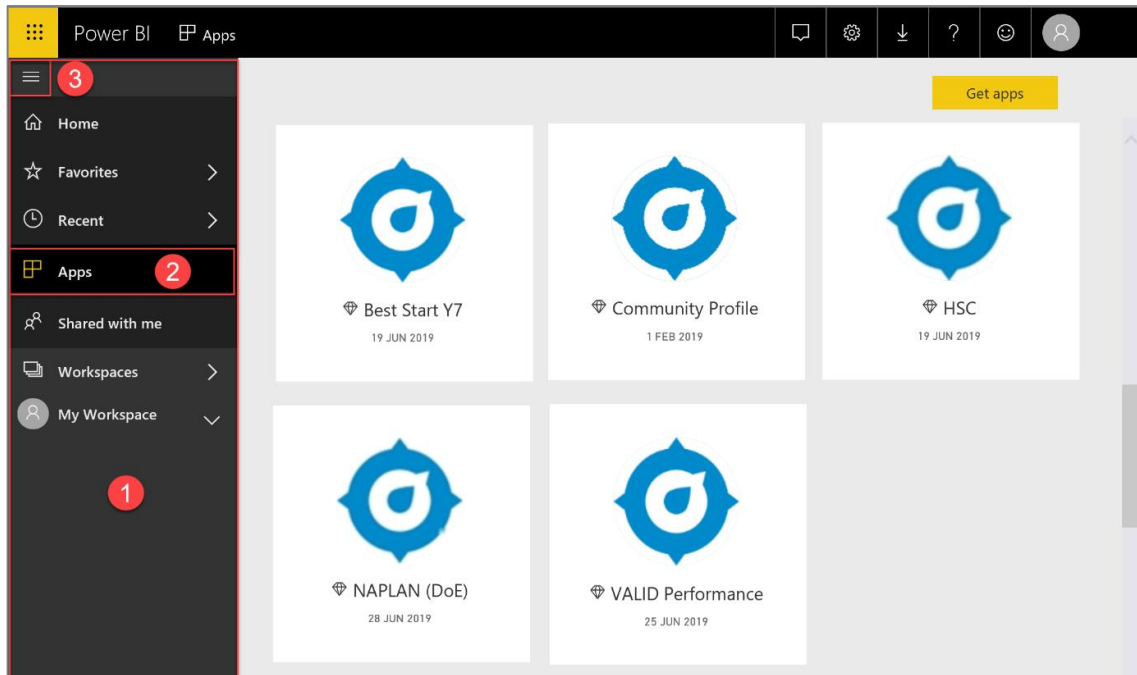 Power BI
Apps
3
Get apps
Home
Favorites
Recent
Apps
2
Shared with me
Workspaces
My Workspace
1
Best Start Y7
19 JUN 2019
Community Profile
1 FEB 2019
HSC
19 JUN 2019
NAPLAN (DoE)
28 JUN 2019
VALID Performance
25 JUN 2019